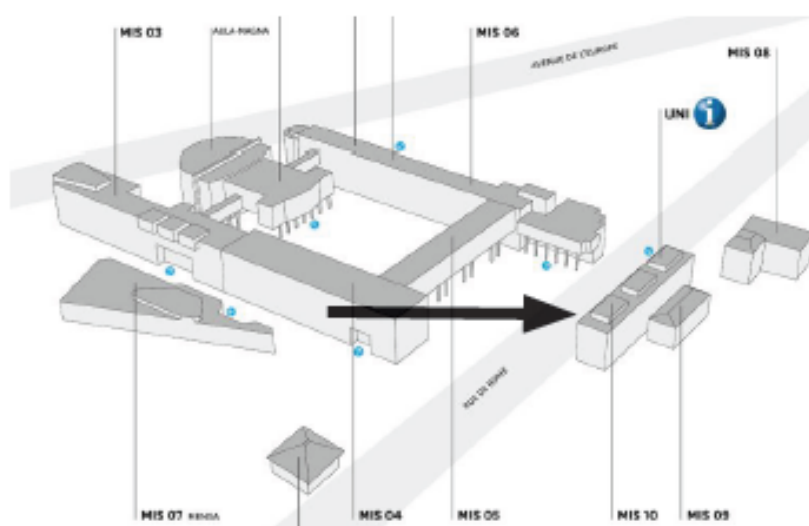 MIS 03
AULA MAGNA
MIS 06
AVENUE DE L'EUROPE
MIS 08
UNI i
RUE DE ROME
MIS 07 MENSA
MIS 04
MIS 05
MIS 10
MIS 09